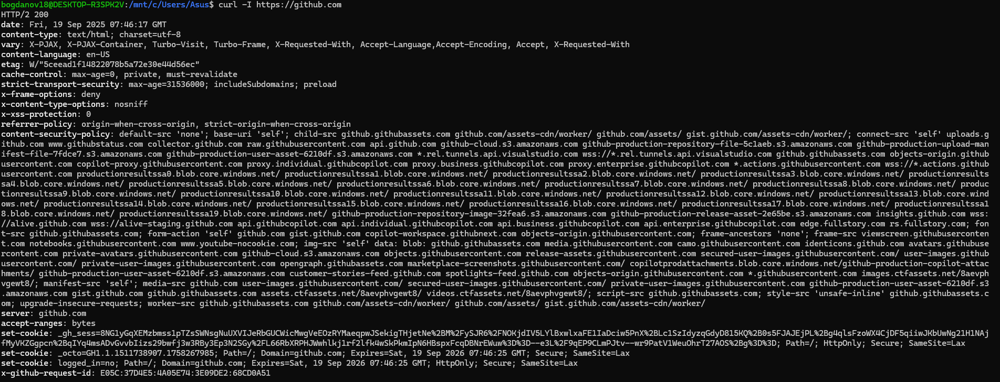 bogdanov18@DESKTOP-R3SPK2V:/mnt/c/Users/Asus$ curl -I https://github.com
HTTP/2 200
date: Fri, 19 Sep 2025 07:46:17 GMT
content-type: text/html; charset=utf-8
vary: X-PJAX, X-PJAX-Container, Turbo-Visit, Turbo-Frame, X-Requested-With, Accept-Language,Accept-Encoding, Accept, X-Requested-With
content-language: en-US
etag: W/"5ceead1f14822078b5a72e30e44d56ec"
cache-control: max-age=0, private, must-revalidate
strict-transport-security: max-age=31536000; includeSubdomains; preload
x-frame-options: deny
x-content-type-options: nosniff
x-xss-protection: 0
referrer-policy: origin-when-cross-origin, strict-origin-when-cross-origin
content-security-policy: default-src 'none'; base-uri 'self'; child-src github.githubassets.com github.com/assets-cdn/worker/ github.com/assets/ gist.github.com/assets-cdn/worker/; connect-src 'self' uploads.g
ithub.com www.githubstatus.com collector.github.com raw.githubusercontent.com api.github.com github-cloud.s3.amazonaws.com github-production-repository-file-5c1aeb.s3.amazonaws.com github-production-upload-man
ifest-file-7fdce7.s3.amazonaws.com github-production-user-asset-6210df.s3.amazonaws.com *.rel.tunnels.api.visualstudio.com wss://*.rel.tunnels.api.visualstudio.com github.githubassets.com objects-origin.github
usercontent.com copilot-proxy.githubusercontent.com proxy.individual.githubcopilot.com proxy.business.githubcopilot.com proxy.enterprise.githubcopilot.com *.actions.githubusercontent.com wss://*.actions.github
usercontent.com productionresultssa0.blob.core.windows.net/ productionresultssa1.blob.core.windows.net/ productionresultssa2.blob.core.windows.net/ productionresultssa3.blob.core.windows.net/ productionresults
sa4.blob.core.windows.net/ productionresultssa5.blob.core.windows.net/ productionresultssa6.blob.core.windows.net/ productionresultssa7.blob.core.windows.net/ productionresultssa8.blob.core.windows.net/ produc
tionresultssa9.blob.core.windows.net/ productionresultssa10.blob.core.windows.net/ productionresultssa11.blob.core.windows.net/ productionresultssa12.blob.core.windows.net/ productionresultssa13.blob.core.wind
ows.net/ productionresultssa14.blob.core.windows.net/ productionresultssa15.blob.core.windows.net/ productionresultssa16.blob.core.windows.net/ productionresultssa17.blob.core.windows.net/ productionresultssa1
8.blob.core.windows.net/ productionresultssa19.blob.core.windows.net/ github-production-repository-image-32fea6.s3.amazonaws.com github-production-release-asset-2e65be.s3.amazonaws.com insights.github.com wss:
//alive.github.com wss://alive-staging.github.com api.githubcopilot.com api.individual.githubcopilot.com api.business.githubcopilot.com api.enterprise.githubcopilot.com edge.fullstory.com rs.fullstory.com; fon
t-src github.githubassets.com; form-action 'self' github.com gist.github.com copilot-workspace.githubnext.com objects-origin.githubusercontent.com; frame-ancestors 'none'; frame-src viewscreen.githubuserconten
t.com notebooks.githubusercontent.com www.youtube-nocookie.com; img-src 'self' data: blob: github.githubassets.com media.githubusercontent.com camo.githubusercontent.com identicons.github.com avatars.githubuse
rcontent.com private-avatars.githubusercontent.com github-cloud.s3.amazonaws.com objects.githubusercontent.com release-assets.githubusercontent.com secured-user-images.githubusercontent.com/ user-images.github
usercontent.com/ private-user-images.githubusercontent.com opengraph.githubassets.com marketplace-screenshots.githubusercontent.com/ copilotprodattachments.blob.core.windows.net/github-production-copilot-attac
hments/ github-production-user-asset-6210df.s3.amazonaws.com customer-stories-feed.github.com spotlights-feed.github.com objects-origin.githubusercontent.com *.githubusercontent.com images.ctfassets.net/8aevph
vgewt8/; manifest-src 'self'; media-src github.com user-images.githubusercontent.com/ secured-user-images.githubusercontent.com/ private-user-images.githubusercontent.com github-production-user-asset-6210df.s3
.amazonaws.com gist.github.com github.githubassets.com assets.ctfassets.net/8aevphvgewt8/ videos.ctfassets.net/8aevphvgewt8/; script-src github.githubassets.com; style-src 'unsafe-inline' github.githubassets.c
om; upgrade-insecure-requests; worker-src github.githubassets.com github.com/assets-cdn/worker/ github.com/assets/ gist.github.com/assets-cdn/worker/
server: github.com
accept-ranges: bytes
set-cookie: _gh_sess=8NG1yGqXEMzbmss1pTZsSWNsgNuUXVIJeRbGUCWicMwgVeEOzRYMaeqpwJSekigTHjetNe%2BM%2FySJR6%2FNOKjdIV5LYlBxwlxaFE1IaDciw5PnX%2BLc1SzIdyzqGdyD815KQ%2B0s5FJAJEjPL%2Bg4qlsFzoWX4CjDF5qiiwJKbUwNg21H1NAj
fMyVKZGgpcn%2BqIYq4msADvGvvbIizs29bwfj3w3RBy3Ep3N2SGy%2FL66RbXRPHJWwhlkj1rf2lfk4wSkPkmIpN6HBspxFcqDBNrEWuw%3D%3D--e3L%2F9qEP9CLmPJtv--wr9PatV1WeuOhrT27AOS%2Bg%3D%3D; Path=/; HttpOnly; Secure; SameSite=Lax
set-cookie: _octo=GH1.1.1511738907.1758267985; Path=/; Domain=github.com; Expires=Sat, 19 Sep 2026 07:46:25 GMT; Secure; SameSite=Lax
set-cookie: logged_in=no; Path=/; Domain=github.com; Expires=Sat, 19 Sep 2026 07:46:25 GMT; HttpOnly; Secure; SameSite=Lax
x-github-request-id: E05C:37D4E5:4A05E74:3E09DE2:68CD0A51